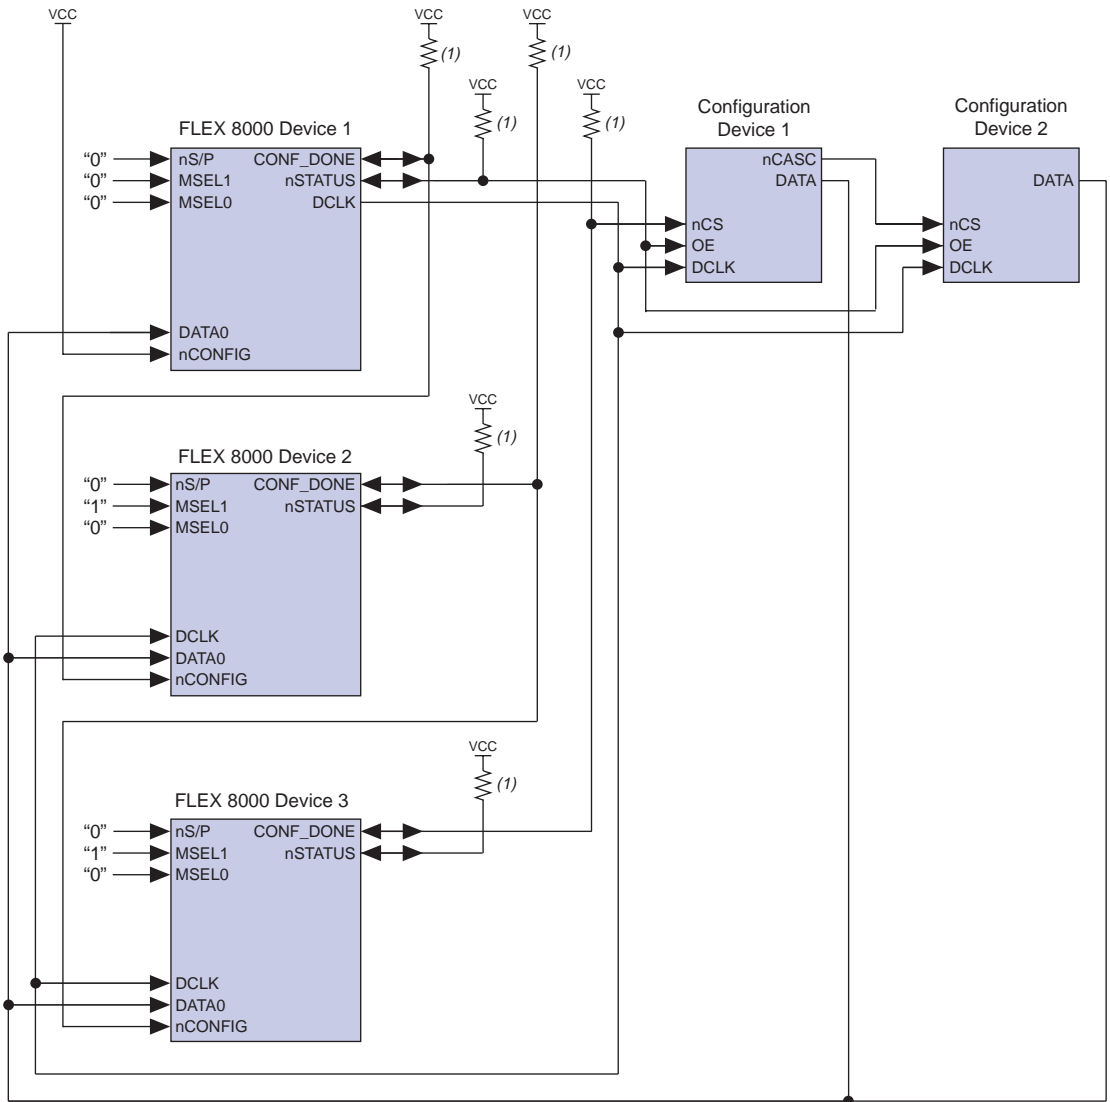 VCC
VCC
VCC
(1)
(1)
VCC
VCC
(1)
(1)
Configuration
Device 1
Configuration
Device 2
FLEX 8000 Device 1
"0"
nS/P
CONF_DONE
"0"
MSEL1
nSTATUS
"0"
MSEL0
DCLK
DATA0
nCONFIG
nCASC
DATA
nCS
OE
DCLK
DATA
nCS
OE
DCLK
VCC
(1)
FLEX 8000 Device 2
"0"
nS/P
CONF_DONE
"1"
MSEL1
nSTATUS
"0"
MSEL0
DCLK
DATA0
nCONFIG
VCC
(1)
FLEX 8000 Device 3
"0"
nS/P
CONF_DONE
"1"
MSEL1
nSTATUS
"0"
MSEL0
DCLK
DATA0
nCONFIG